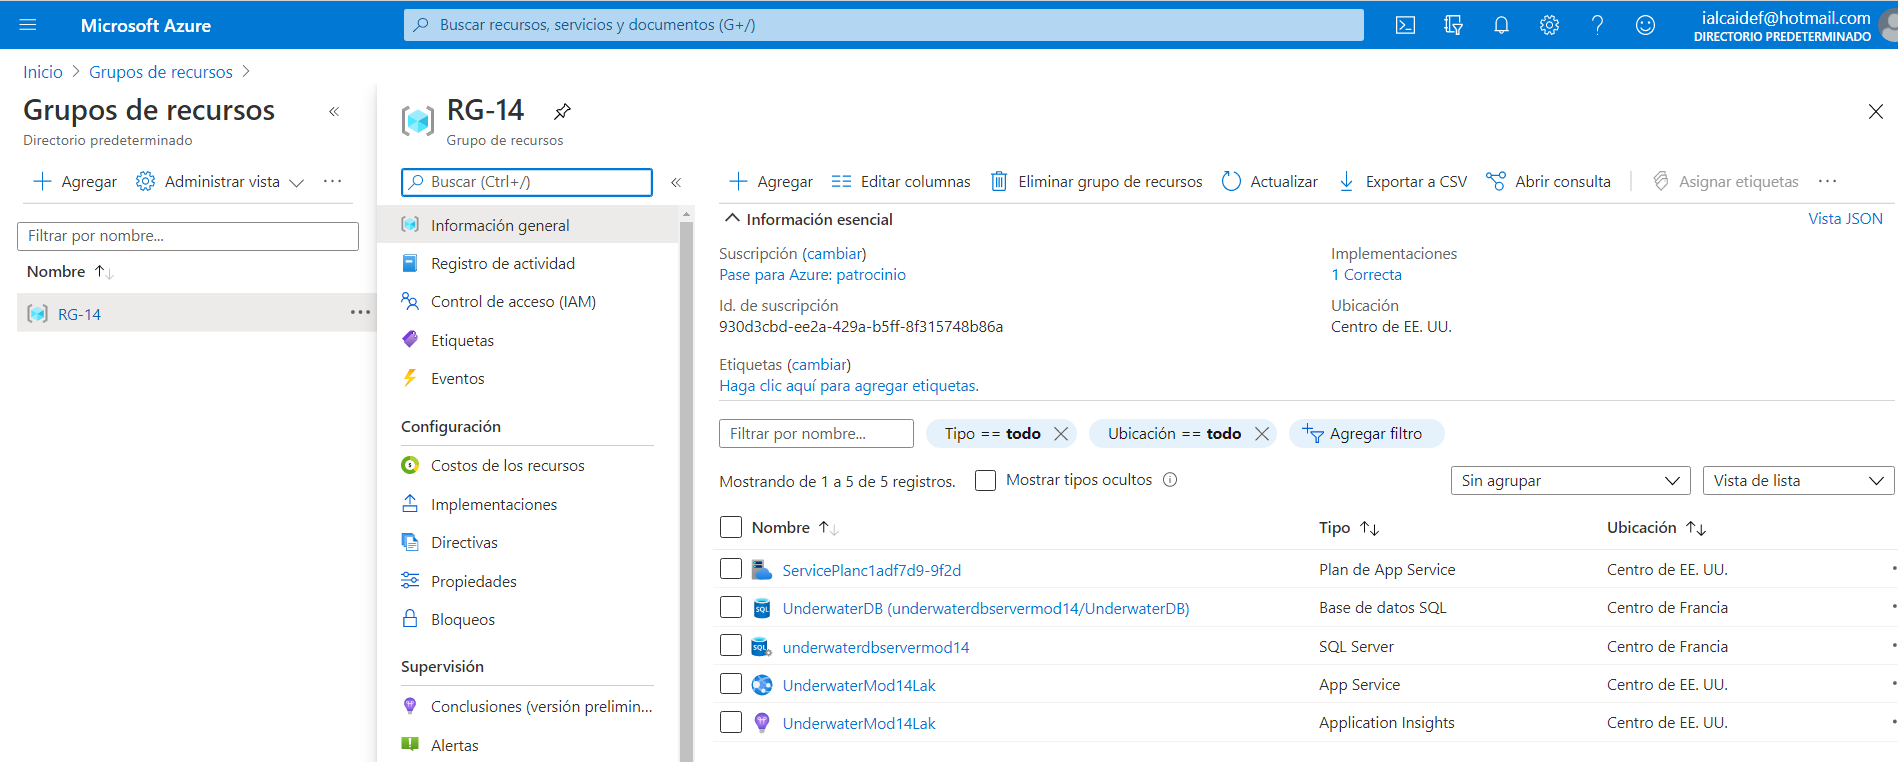 Microsoft Azure
Buscar recursos, servicios y documentos (G+/)
ialcaidef@hotmail.com
DIRECTORIO PREDETERMINADO
Inicio > Grupos de recursos >
Grupos de recursos
Directorio predeterminado
Agregar Administrar vista
Filtrar por nombre...
Nombre
RG-14
RG-14
Grupo de recursos
Buscar (Ctrl+/)
Información general
Registro de actividad
Control de acceso (IAM)
Etiquetas
Eventos
Configuración
Costos de los recursos
Implementaciones
Directivas
Propiedades
Bloqueos
Supervisión
Conclusiones (versión prelimin...
Alertas
Agregar Editar columnas Eliminar grupo de recursos Actualizar Exportar a CSV Abrir consulta Asignar etiquetas
Información esencial Vista JSON
Suscripción (cambiar)
Pase para Azure: patrocinio
Id. de suscripción
930d3cbd-ee2a-429a-b5ff-8f315748b86a
Etiquetas (cambiar)
Haga clic aquí para agregar etiquetas.
Implementaciones
1 Correcta
Ubicación
Centro de EE. UU.
Filtrar por nombre... Tipo == todo Ubicación == todo Agregar filtro
Mostrando de 1 a 5 de 5 registros. Mostrar tipos ocultos Sin agrupar Vista de lista
Nombre Tipo Ubicación
ServicePlanc1adf7d9-9f2d Plan de App Service Centro de EE. UU.
UnderwaterDB (underwaterdbservermod14/UnderwaterDB) Base de datos SQL Centro de Francia
underwaterdbservermod14 SQL Server Centro de Francia
UnderwaterMod14Lak App Service Centro de EE. UU.
UnderwaterMod14Lak Application Insights Centro de EE. UU.